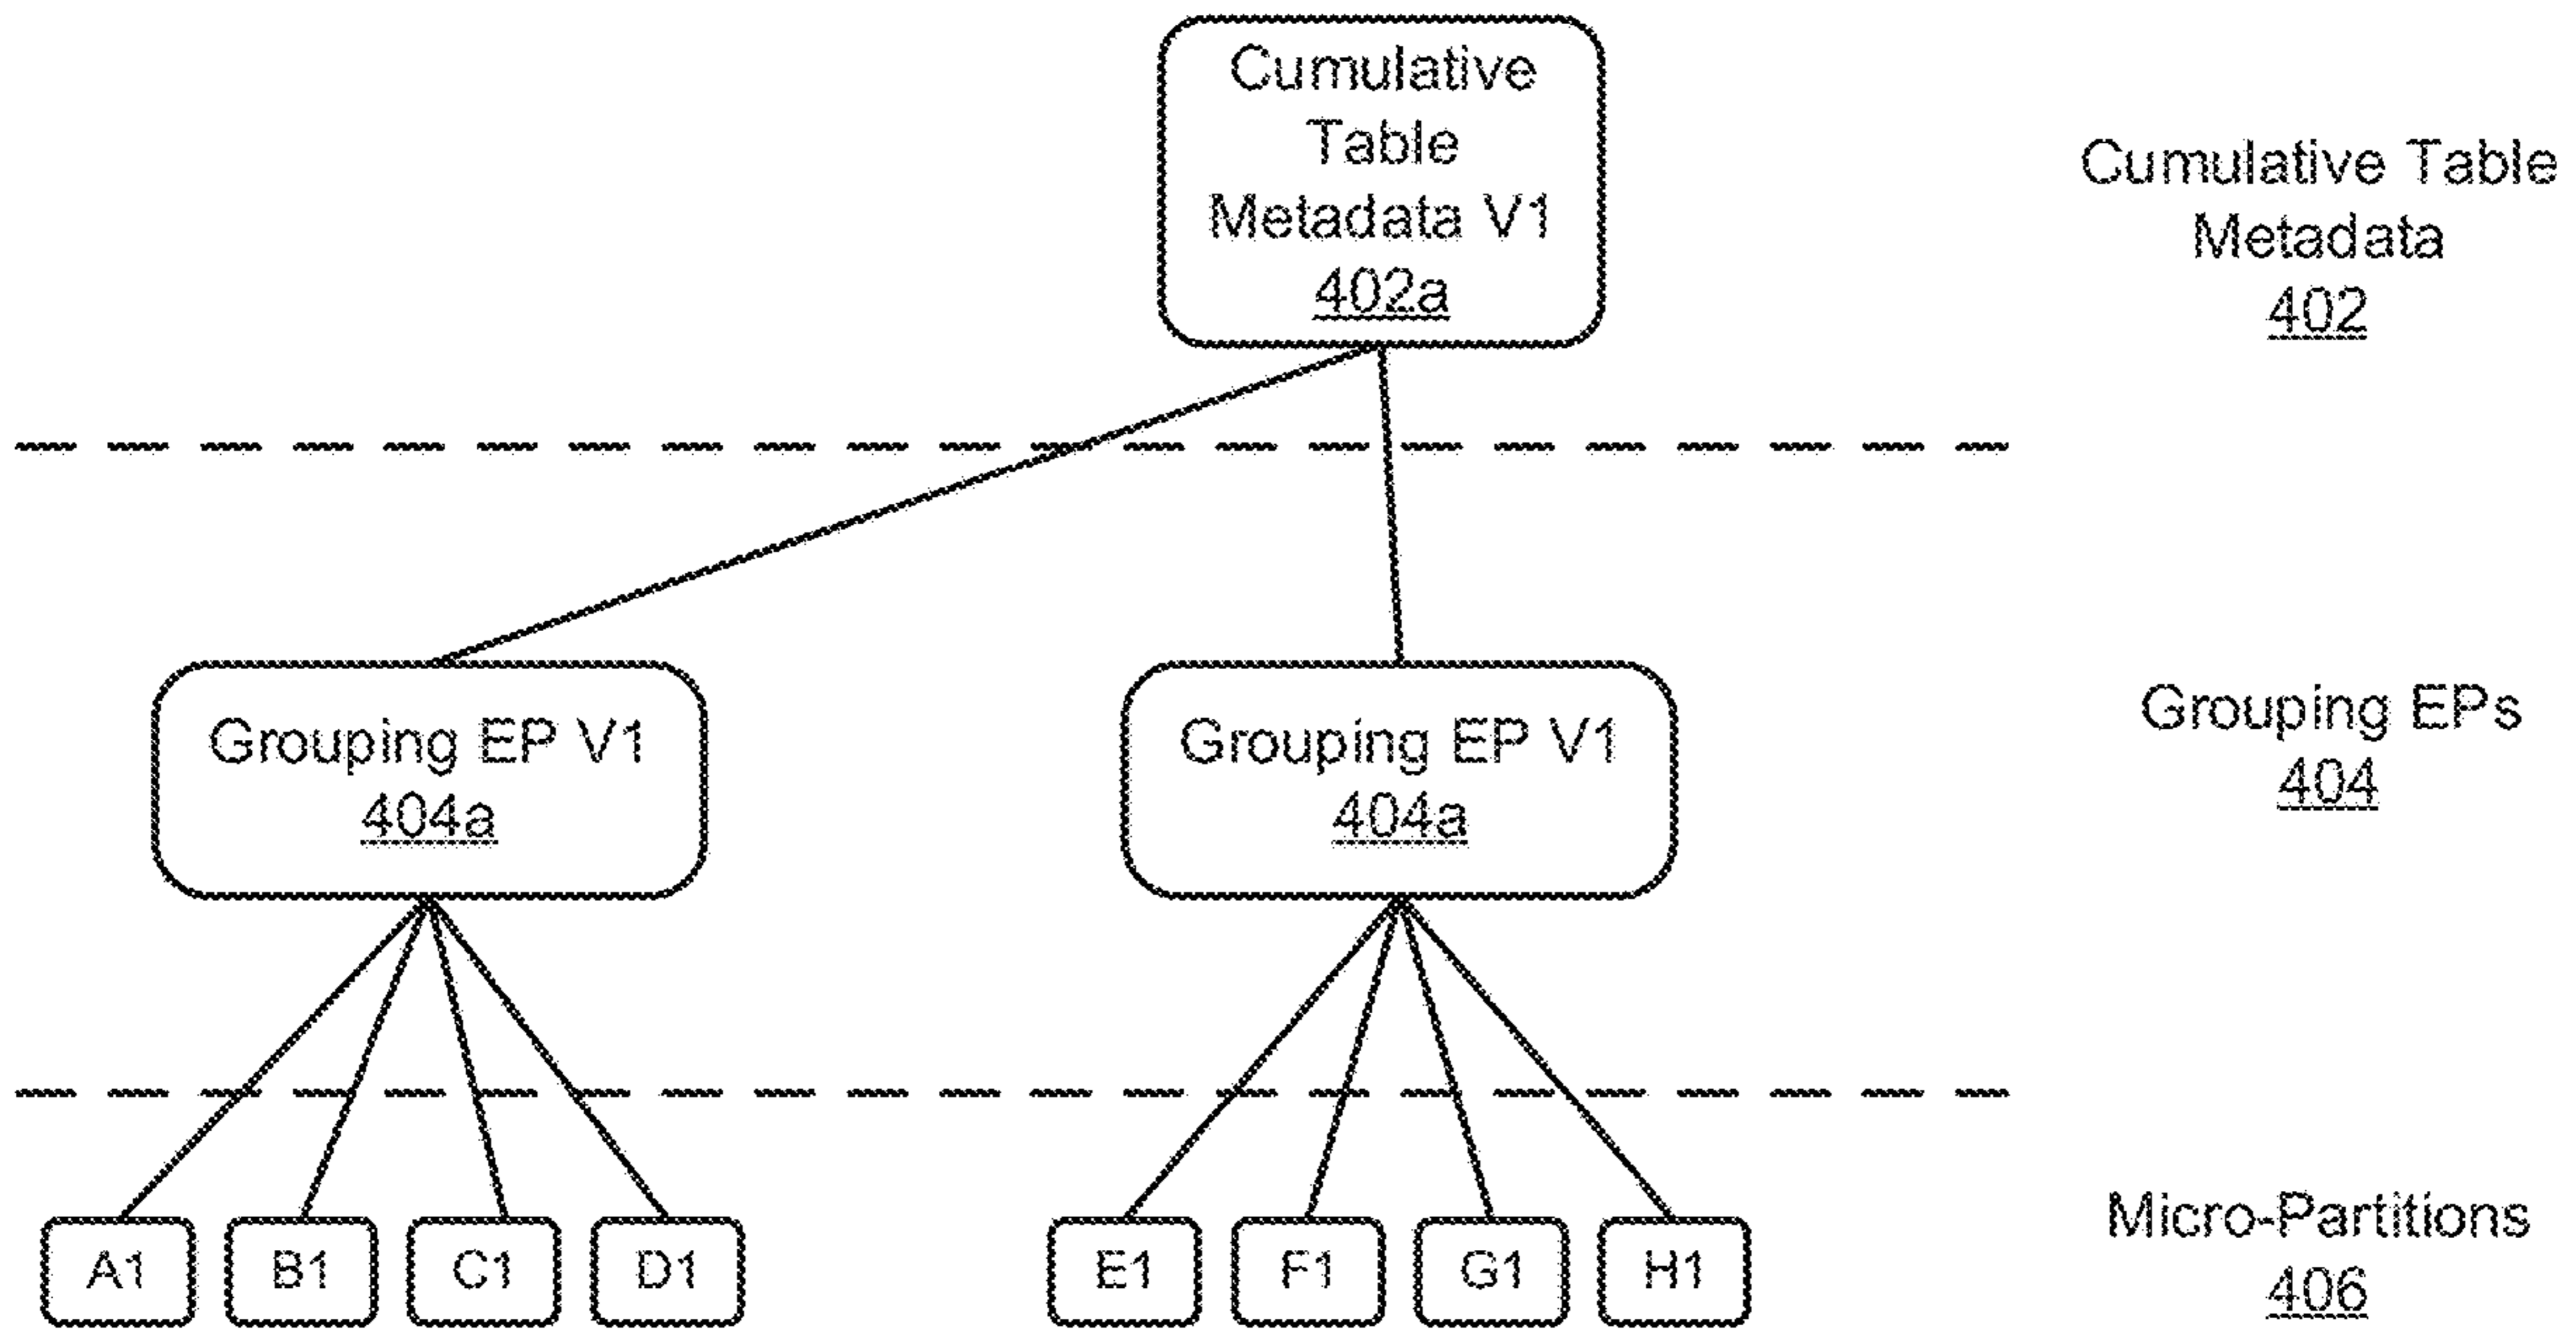 Cumulative
Table
Metadata V1
402a
Cumulative Table
Metadata
402
Grouping EP V1
404a
Grouping EP V1
404a
Grouping EPs
404
A1
B1
C1
D1
E1
F1
G1
H1
Micro-Partitions
406